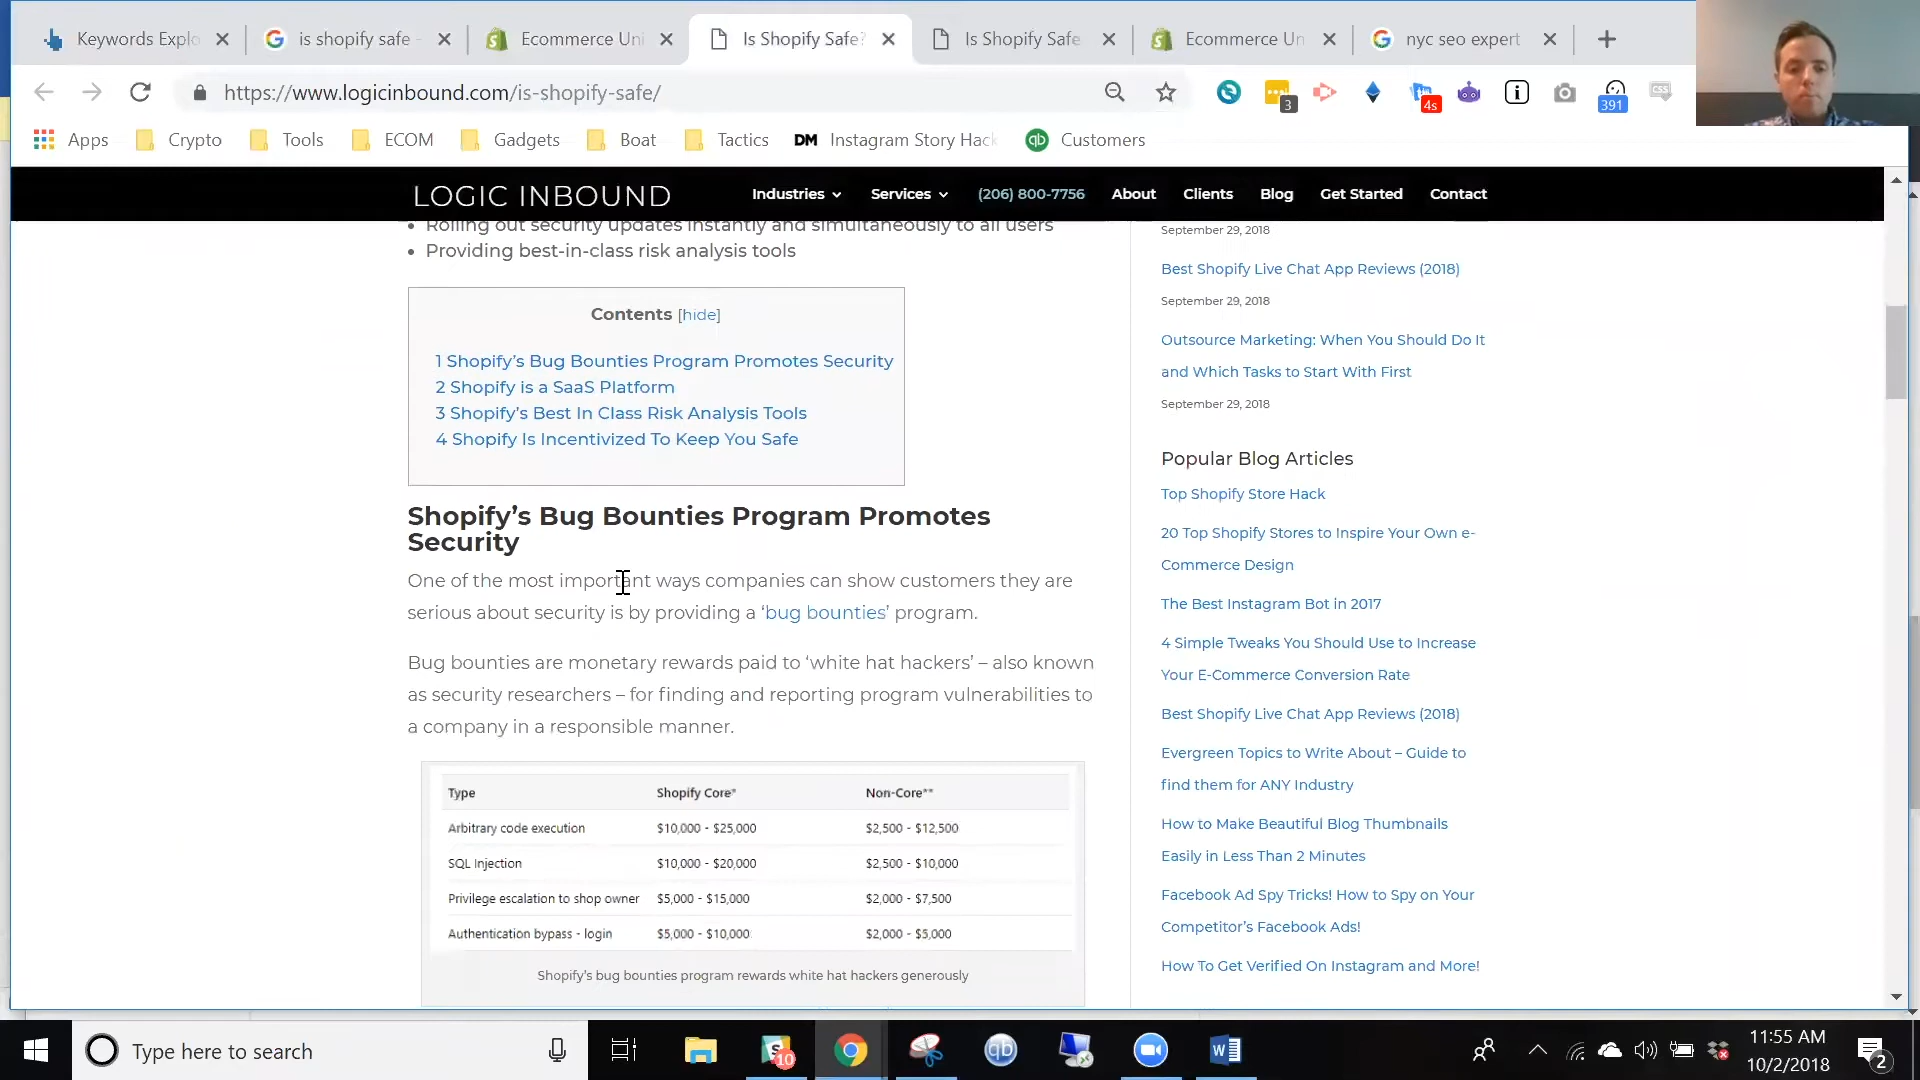 Keywords Explo
is shopify safe -
Ecommerce Uni
Is Shopify Safe?
Is Shopify Safe
Ecommerce Un
nyc seo expert
https://www.logicinbound.com/is-shopify-safe/
3
4s
391
CSS
Apps
Crypto
Tools
ECOM
Gadgets
Boat
Tactics
DM Instagram Story Hack
qb Customers
LOGIC INBOUND
Industries
Services
(206) 800-7756
About
Clients
Blog
Get Started
Contact
• Rolling out security updates instantly and simultaneously to all users
• Providing best-in-class risk analysis tools
Contents [hide]
1 Shopify’s Bug Bounties Program Promotes Security
2 Shopify is a SaaS Platform
3 Shopify’s Best In Class Risk Analysis Tools
4 Shopify Is Incentivized To Keep You Safe
Shopify’s Bug Bounties Program Promotes
Security
One of the most important ways companies can show customers they are
serious about security is by providing a ‘bug bounties’ program.
Bug bounties are monetary rewards paid to ‘white hat hackers’ – also known
as security researchers – for finding and reporting program vulnerabilities to
a company in a responsible manner.
Type Shopify Core* Non-Core**
Arbitrary code execution $10,000 - $25,000 $2,500 - $12,500
SQL Injection $10,000 - $20,000 $2,500 - $10,000
Privilege escalation to shop owner $5,000 - $15,000 $2,000 - $7,500
Authentication bypass - login $5,000 - $10,000 $2,000 - $5,000
Shopify’s bug bounties program rewards white hat hackers generously
September 29, 2018
Best Shopify Live Chat App Reviews (2018)
September 29, 2018
Outsource Marketing: When You Should Do It
and Which Tasks to Start With First
September 29, 2018
Popular Blog Articles
Top Shopify Store Hack
20 Top Shopify Stores to Inspire Your Own e-
Commerce Design
The Best Instagram Bot in 2017
4 Simple Tweaks You Should Use to Increase
Your E-Commerce Conversion Rate
Best Shopify Live Chat App Reviews (2018)
Evergreen Topics to Write About – Guide to
find them for ANY Industry
How to Make Beautiful Blog Thumbnails
Easily in Less Than 2 Minutes
Facebook Ad Spy Tricks! How to Spy on Your
Competitor’s Facebook Ads!
How To Get Verified On Instagram and More!
Type here to search
10
qb
11:55 AM
10/2/2018
2